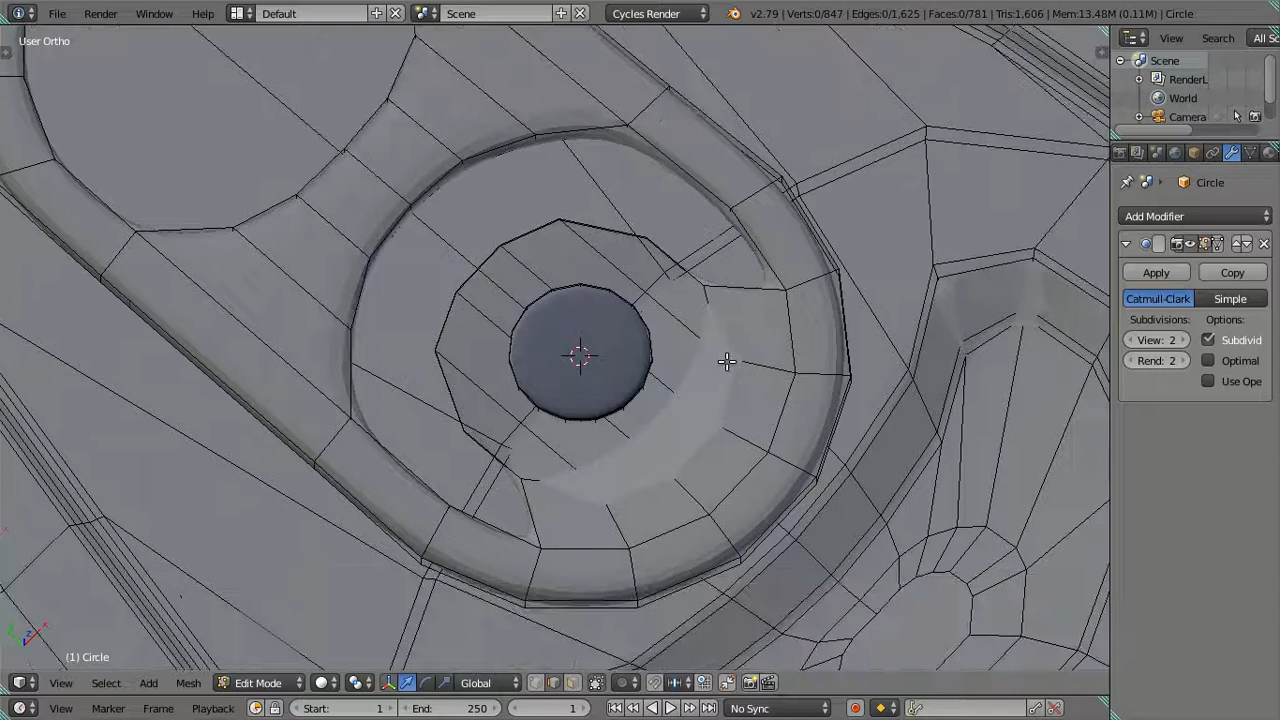 File Render Window Help Default Scene Cycles Render v2.79 | Verts:0/847 | Edges:0/1,625 | Faces:0/781 | Tris:1,606 | Mem:13.48M (0.11M) | Circle
User Ortho
View Search All Sc
Scene
RenderL
World
Camera
Circle
Add Modifier
Apply Copy
Catmull-Clark Simple
Subdivisions: Options:
View: 2 Subdivid
Rend: 2 Optimal
Use Ope
(1) Circle
View Select Add Mesh Edit Mode Global
View Marker Frame Playback Start: 1 End: 250 1 No Sync